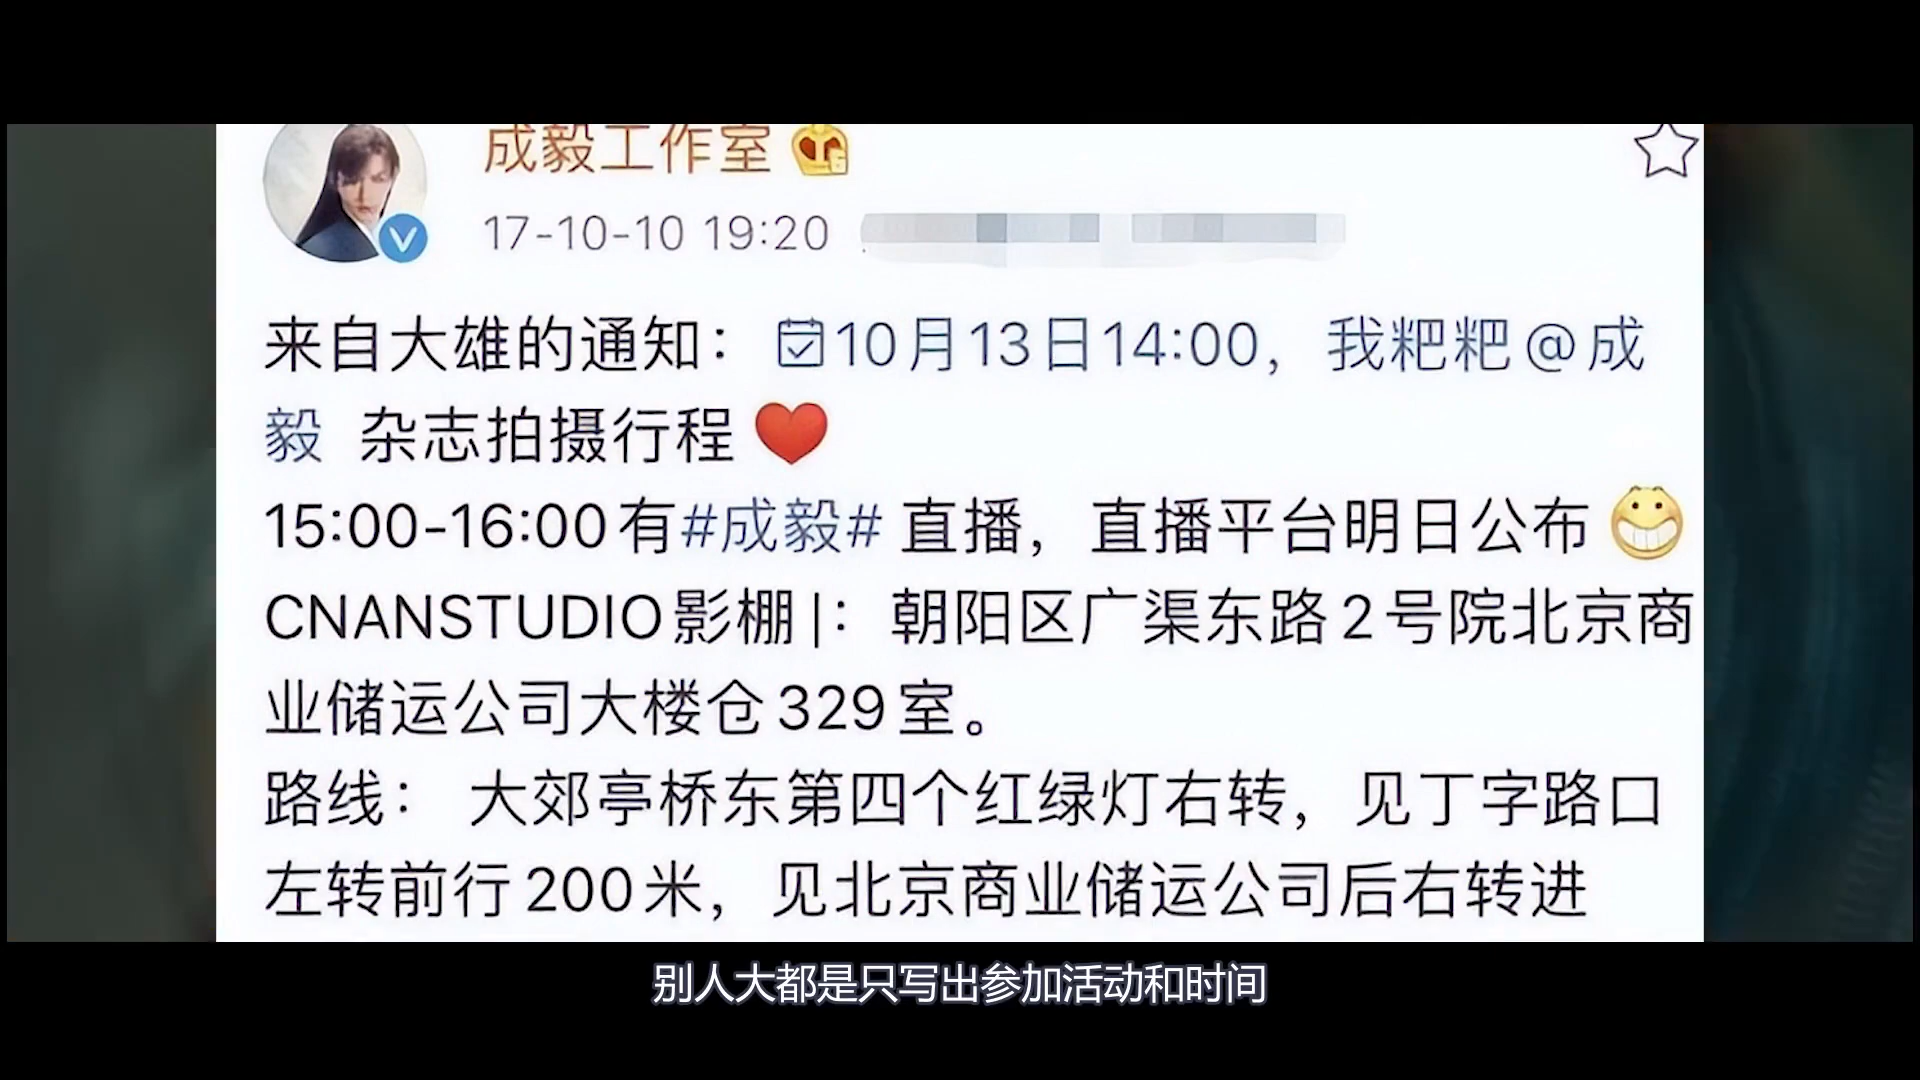 成毅工作室
17-10-10 19:20
来自大雄的通知：10月13日14:00，我粑粑@成
毅 杂志拍摄行程
15:00-16:00有#成毅# 直播，直播平台明日公布
CNANSTUDIO影棚|：朝阳区广渠东路2号院北京商
业储运公司大楼仓329室。
路线： 大郊亭桥东第四个红绿灯右转，见丁字路口
左转前行200米，见北京商业储运公司后右转进
别人大都是只写出参加活动和时间